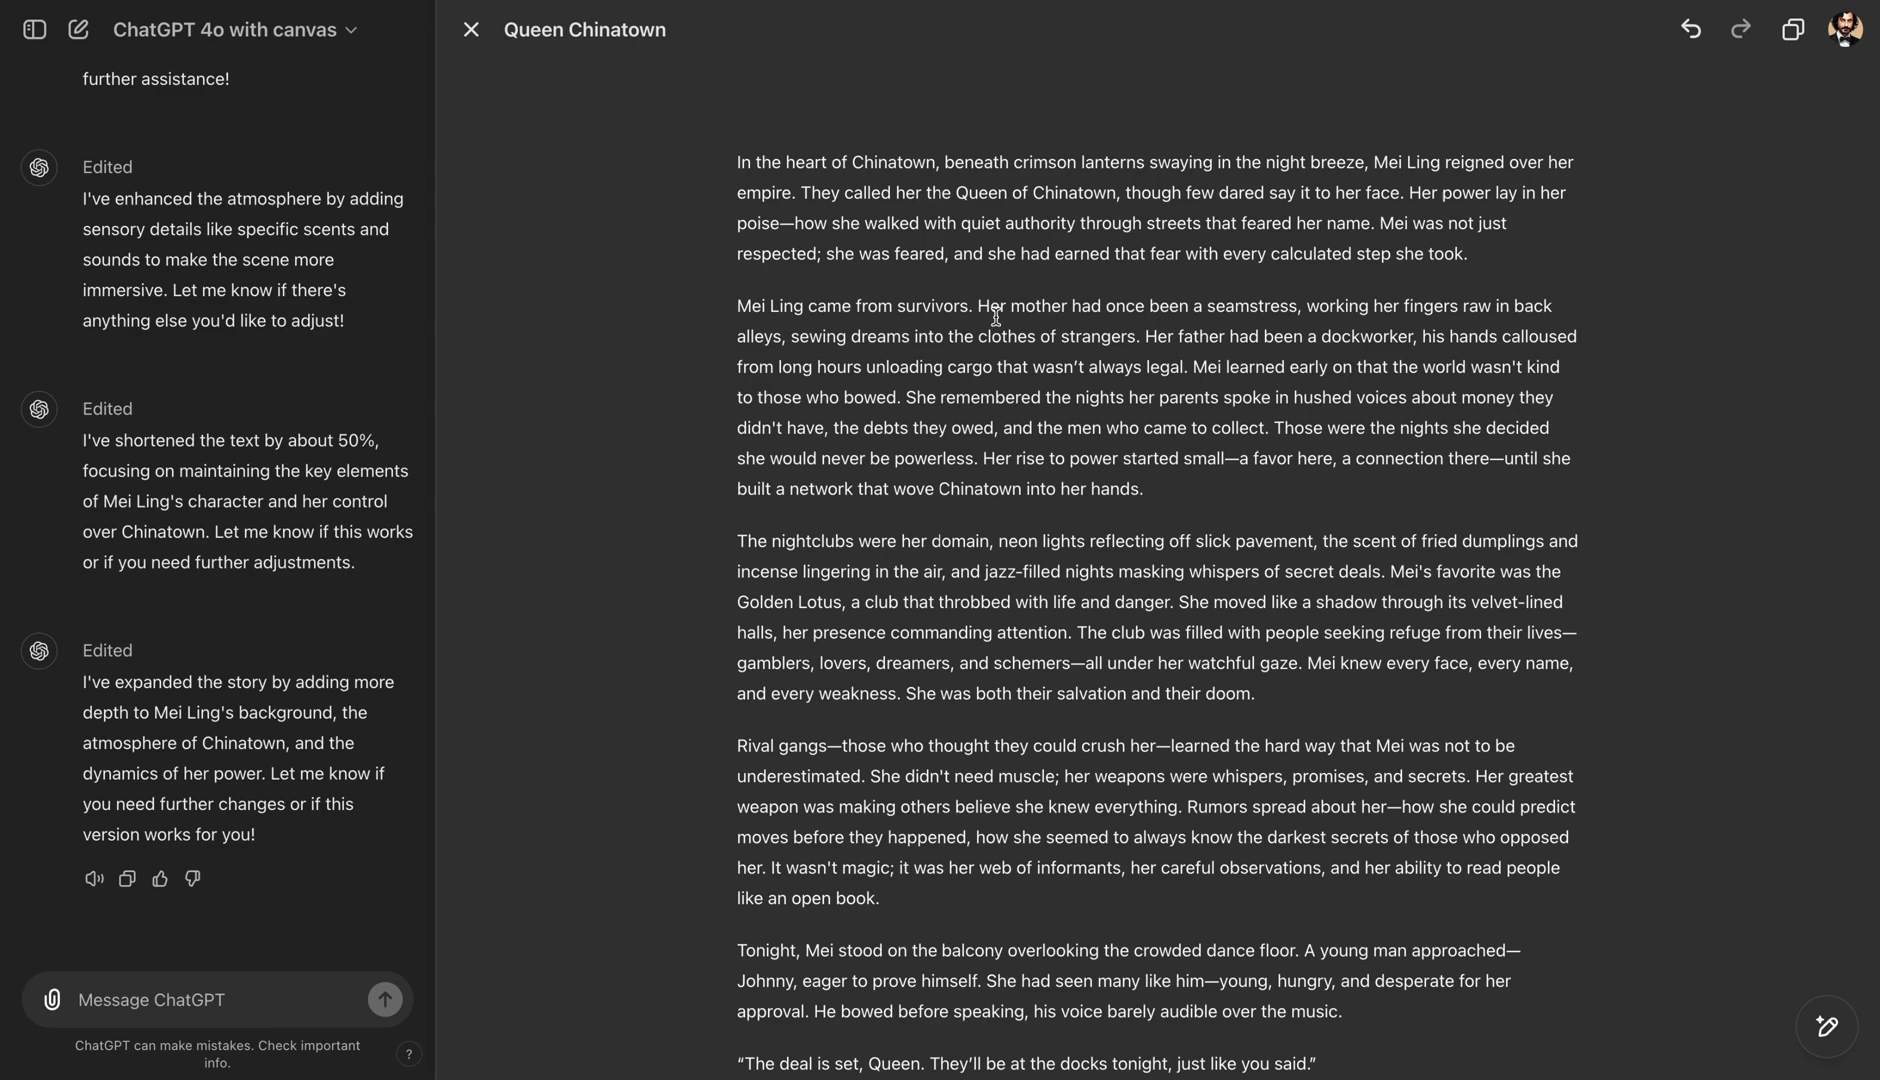 ChatGPT 4o with canvas
further assistance!
Edited
I've enhanced the atmosphere by adding
sensory details like specific scents and
sounds to make the scene more
immersive. Let me know if there's
anything else you'd like to adjust!
Edited
I've shortened the text by about 50%,
focusing on maintaining the key elements
of Mei Ling's character and her control
over Chinatown. Let me know if this works
or if you need further adjustments.
Edited
I've expanded the story by adding more
depth to Mei Ling's background, the
atmosphere of Chinatown, and the
dynamics of her power. Let me know if
you need further changes or if this
version works for you!
Message ChatGPT
ChatGPT can make mistakes. Check important
info.
?
Queen Chinatown
In the heart of Chinatown, beneath crimson lanterns swaying in the night breeze, Mei Ling reigned over her
empire. They called her the Queen of Chinatown, though few dared say it to her face. Her power lay in her
poise—how she walked with quiet authority through streets that feared her name. Mei was not just
respected; she was feared, and she had earned that fear with every calculated step she took.
Mei Ling came from survivors. Her mother had once been a seamstress, working her fingers raw in back
alleys, sewing dreams into the clothes of strangers. Her father had been a dockworker, his hands calloused
from long hours unloading cargo that wasn’t always legal. Mei learned early on that the world wasn't kind
to those who bowed. She remembered the nights her parents spoke in hushed voices about money they
didn't have, the debts they owed, and the men who came to collect. Those were the nights she decided
she would never be powerless. Her rise to power started small—a favor here, a connection there—until she
built a network that wove Chinatown into her hands.
The nightclubs were her domain, neon lights reflecting off slick pavement, the scent of fried dumplings and
incense lingering in the air, and jazz-filled nights masking whispers of secret deals. Mei's favorite was the
Golden Lotus, a club that throbbed with life and danger. She moved like a shadow through its velvet-lined
halls, her presence commanding attention. The club was filled with people seeking refuge from their lives—
gamblers, lovers, dreamers, and schemers—all under her watchful gaze. Mei knew every face, every name,
and every weakness. She was both their salvation and their doom.
Rival gangs—those who thought they could crush her—learned the hard way that Mei was not to be
underestimated. She didn't need muscle; her weapons were whispers, promises, and secrets. Her greatest
weapon was making others believe she knew everything. Rumors spread about her—how she could predict
moves before they happened, how she seemed to always know the darkest secrets of those who opposed
her. It wasn't magic; it was her web of informants, her careful observations, and her ability to read people
like an open book.
Tonight, Mei stood on the balcony overlooking the crowded dance floor. A young man approached—
Johnny, eager to prove himself. She had seen many like him—young, hungry, and desperate for her
approval. He bowed before speaking, his voice barely audible over the music.
“The deal is set, Queen. They’ll be at the docks tonight, just like you said.”